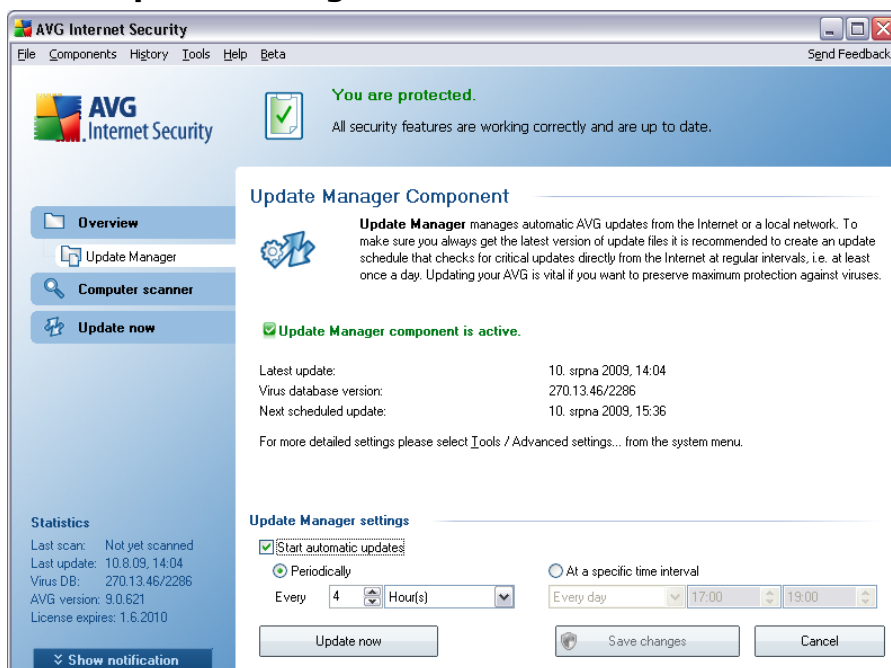 AVG Internet Security
File Components History Tools Help Beta Send Feedback
AVG
Internet Security
You are protected.
All security features are working correctly and are up to date.
Overview
Update Manager
Computer scanner
Update now
Update Manager Component
Update Manager manages automatic AVG updates from the Internet or a local network. To
make sure you always get the latest version of update files it is recommended to create an update
schedule that checks for critical updates directly from the Internet at regular intervals, i.e. at least
once a day. Updating your AVG is vital if you want to preserve maximum protection against viruses.
Update Manager component is active.
Latest update: 10. srpna 2009, 14:04
Virus database version: 270.13.46/2286
Next scheduled update: 10. srpna 2009, 15:36
For more detailed settings please select Tools / Advanced settings... from the system menu.
Statistics
Last scan: Not yet scanned
Last update: 10.8.09, 14:04
Virus DB: 270.13.46/2286
AVG version: 9.0.621
License expires: 1.6.2010
Show notification
Update Manager settings
Start automatic updates
Periodically At a specific time interval
Every 4 Hour(s) Every day 17:00 19:00
Update now Save changes Cancel